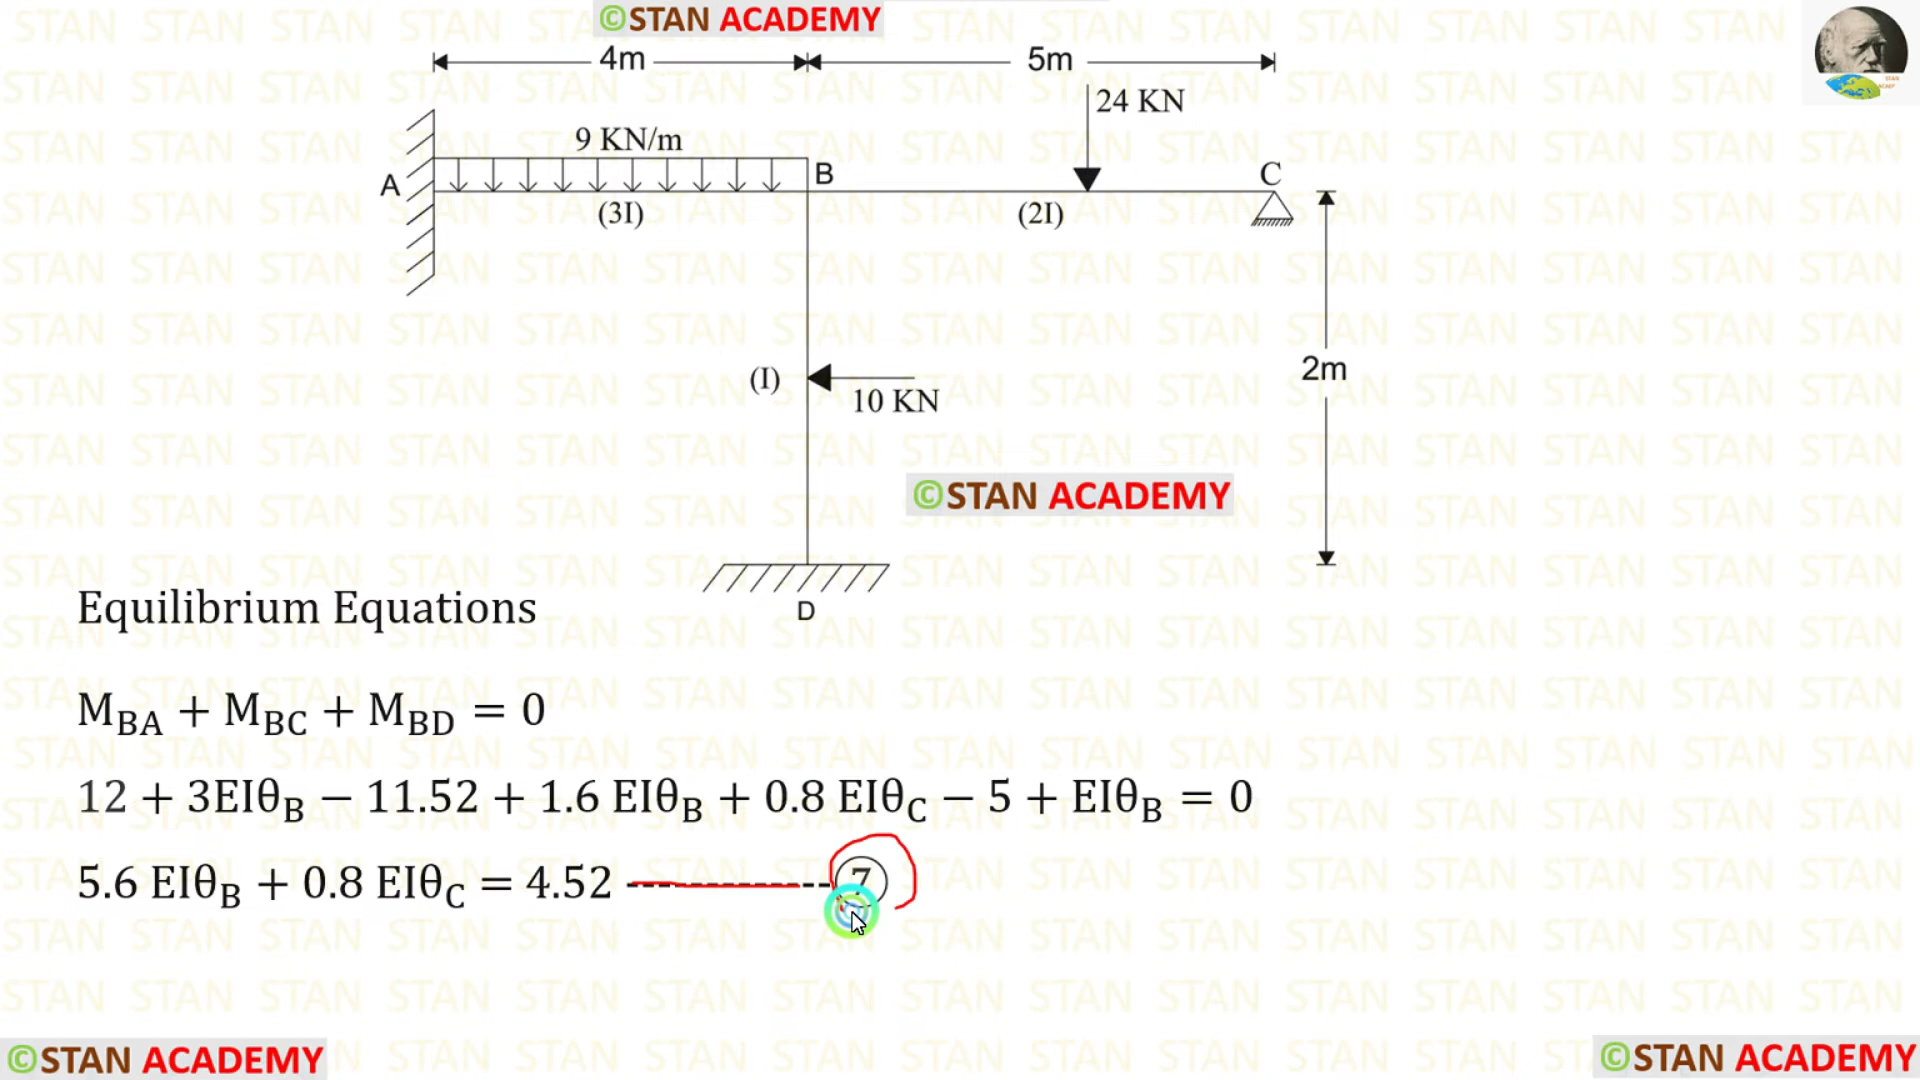 ©STAN ACADEMY
4m 5m
24 KN
9 KN/m
A B C
(3I) (2I)
2m
(I)
10 KN
©STAN ACADEMY
D
Equilibrium Equations
M_BA + M_BC + M_BD = 0
12 + 3EIθ_B − 11.52 + 1.6 EIθ_B + 0.8 EIθ_C − 5 + EIθ_B = 0
5.6 EIθ_B + 0.8 EIθ_C = 4.52 ----------- 7
©STAN ACADEMY ©STAN ACADEMY